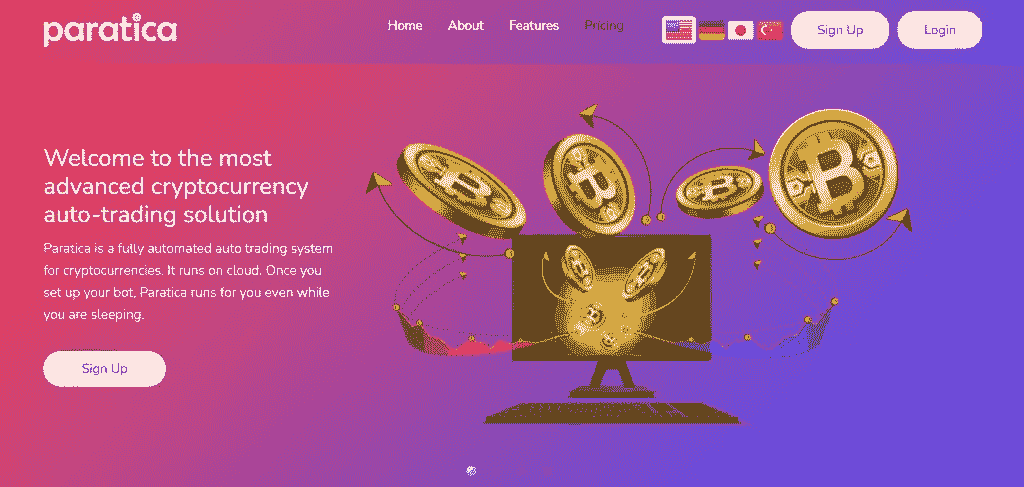 paratica
Home About Features Pricing Sign Up Login
Welcome to the most
advanced cryptocurrency
auto-trading solution
Paratica is a fully automated auto trading system
for cryptocurrencies. It runs on cloud. Once you
set up your bot, Paratica runs for you even while
you are sleeping.
Sign Up